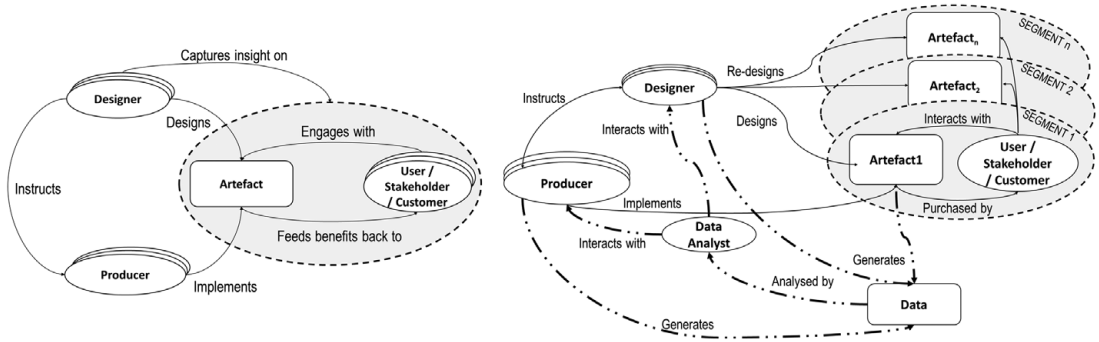 Captures insight on
Designer
Designs
Engages with
Instructs
Artefact
User /
Stakeholder
/ Customer
Feeds benefits back to
Producer
Implements
SEGMENT n
Artefactn
Re-designs
SEGMENT 2
Artefact2
Instructs
Designer
Interacts with
Designs
Interacts with
SEGMENT 1
Artefact1
User /
Stakeholder
/ Customer
Producer
Implements
Purchased by
Data
Analyst
Interacts with
Generates
Analysed by
Data
Generates